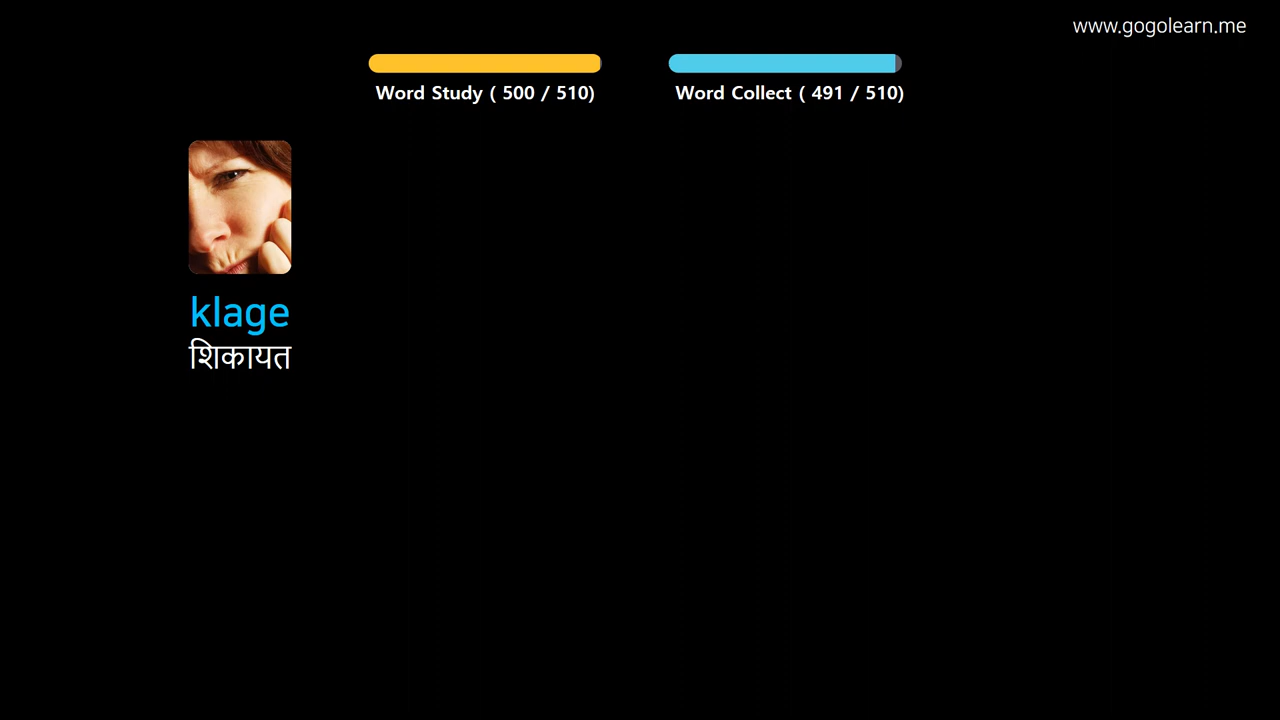 www.gogolearn.me
Word Study ( 500 / 510)
Word Collect ( 491 / 510)
klage
शिकायत